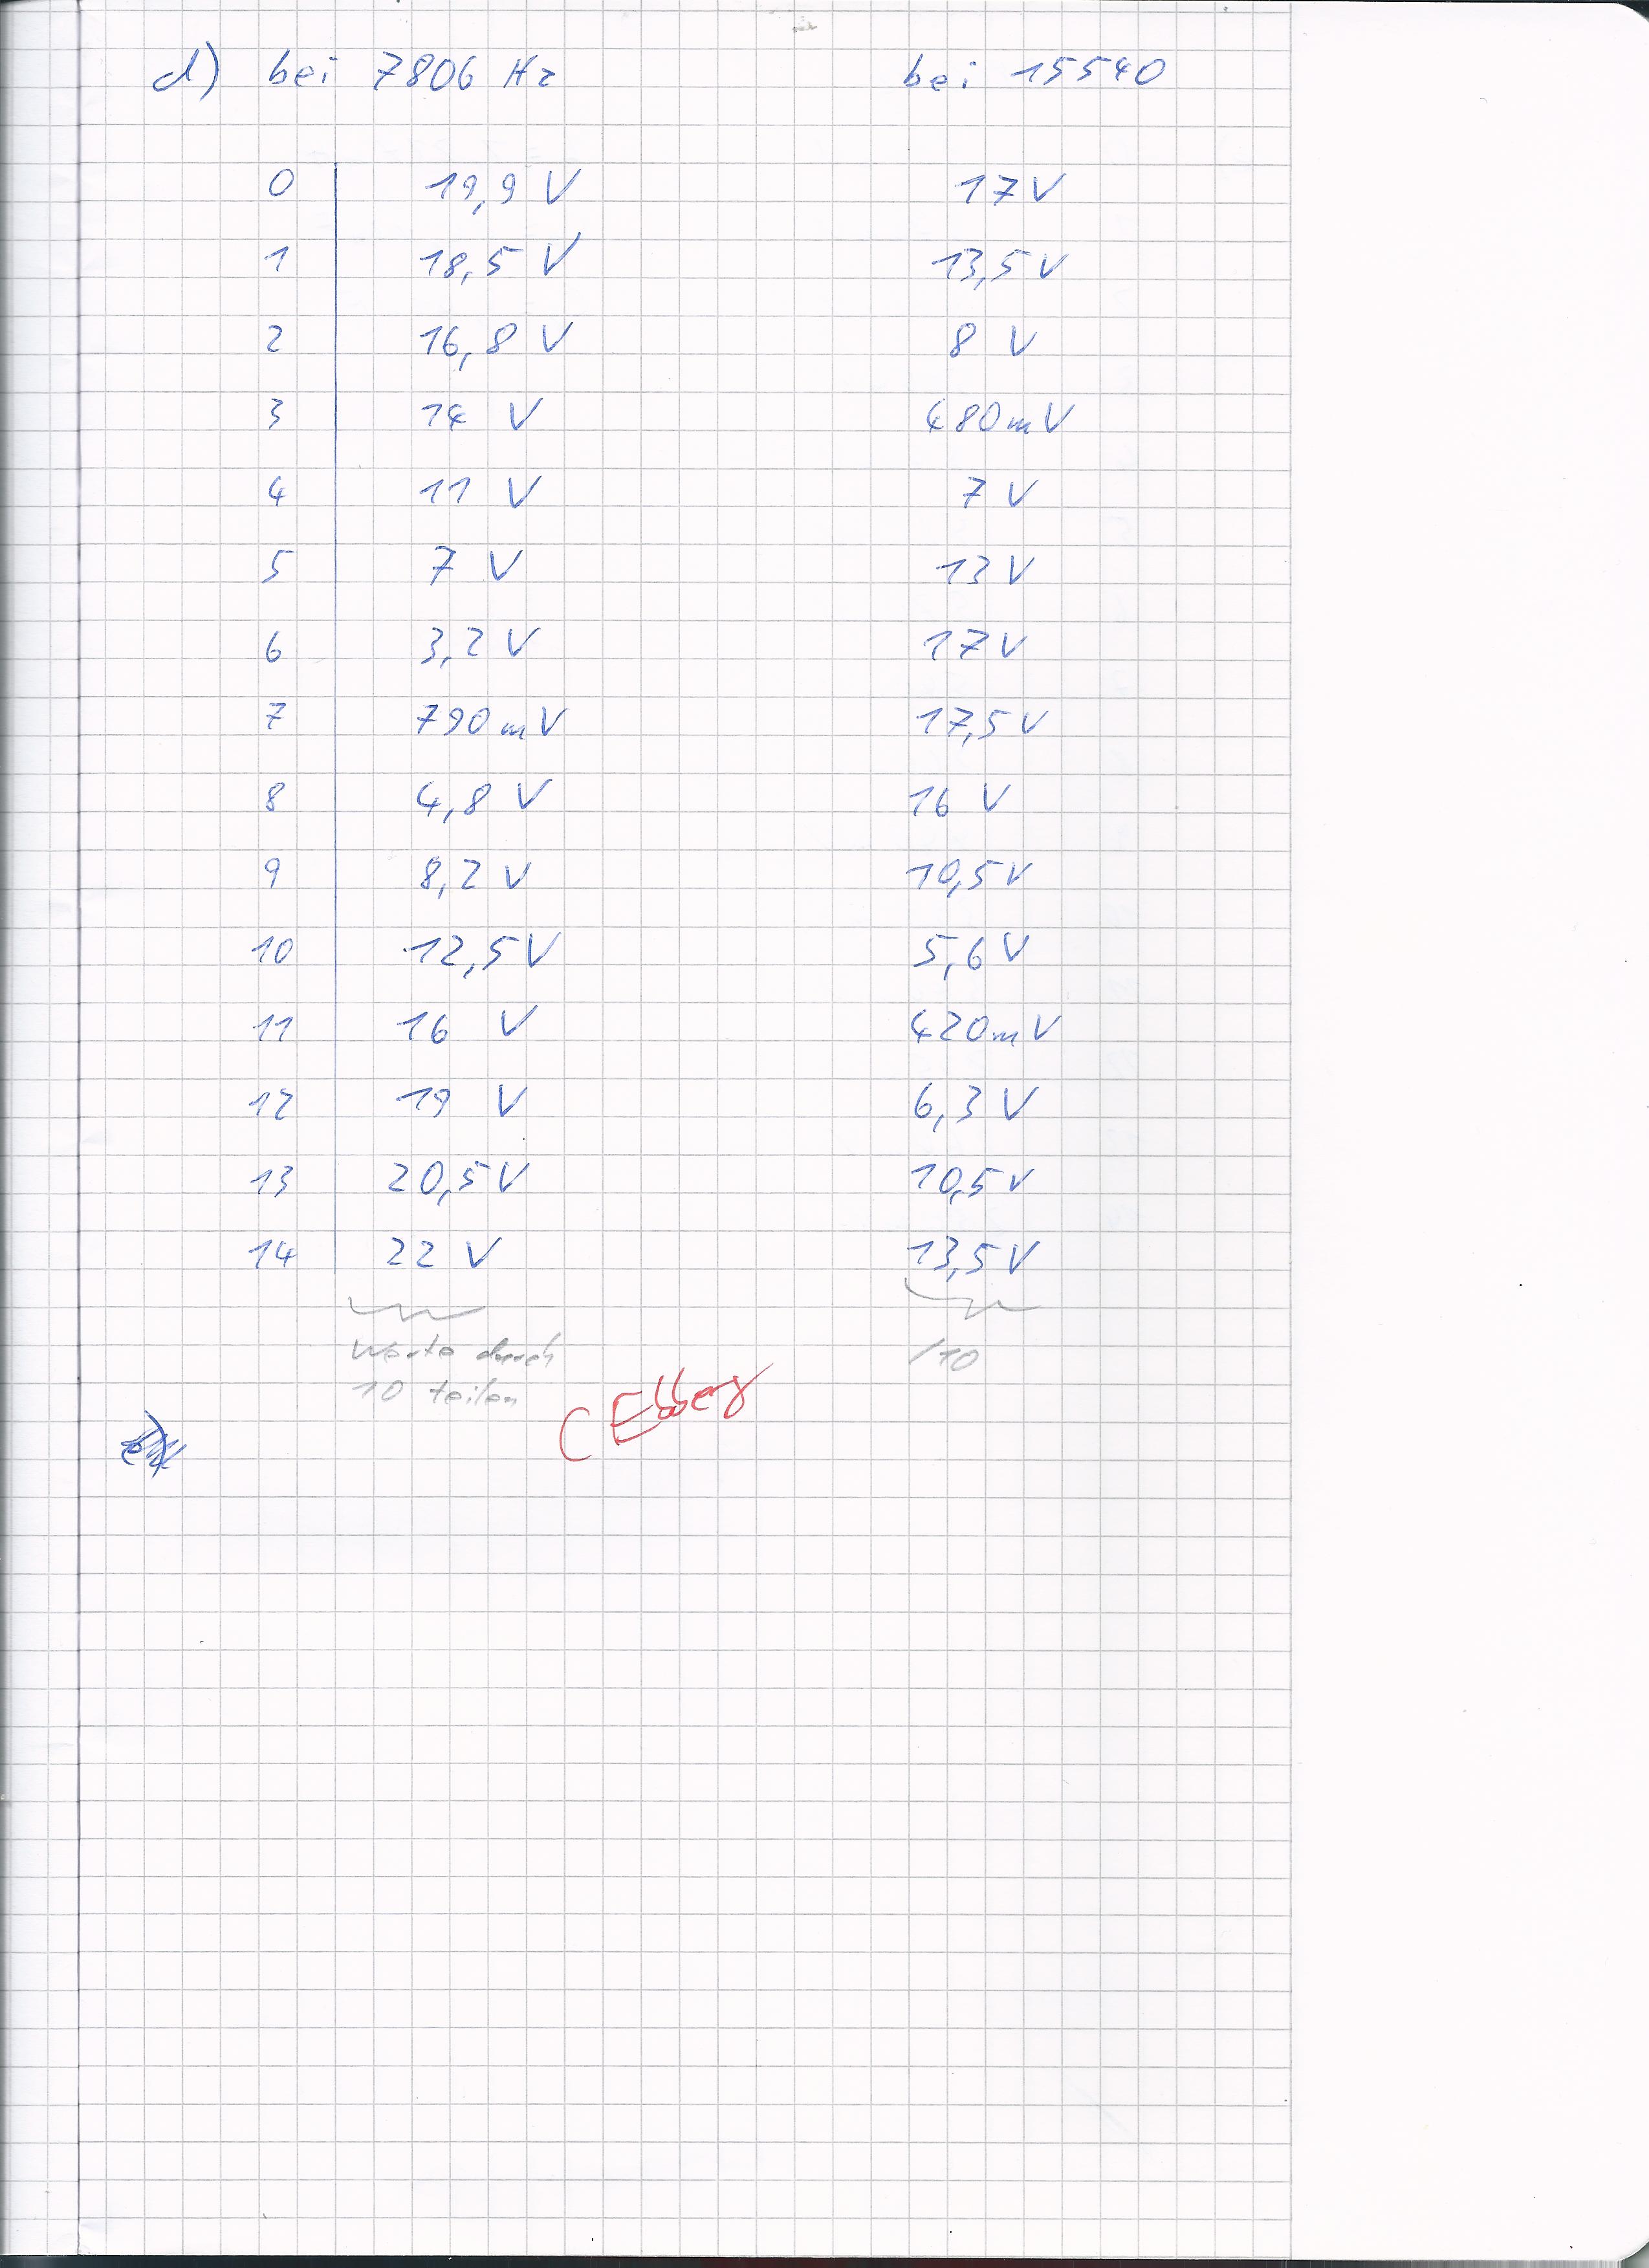 d) bei 7806 Hz bei 15540
0 19,9 V 17 V
1 18,5 V 13,5 V
2 16,8 V 8 V
3 14 V 480 mV
4 11 V 7 V
5 7 V 13 V
6 3,2 V 17 V
7 790 mV 17,5 V
8 4,8 V 16 V
9 8,2 V 10,5 V
10 12,5 V 5,6 V
11 16 V 420 mV
12 19 V 6,3 V
13 20,5 V 10,5 V
14 22 V 13,5 V
Werte durch /10
10 teilen